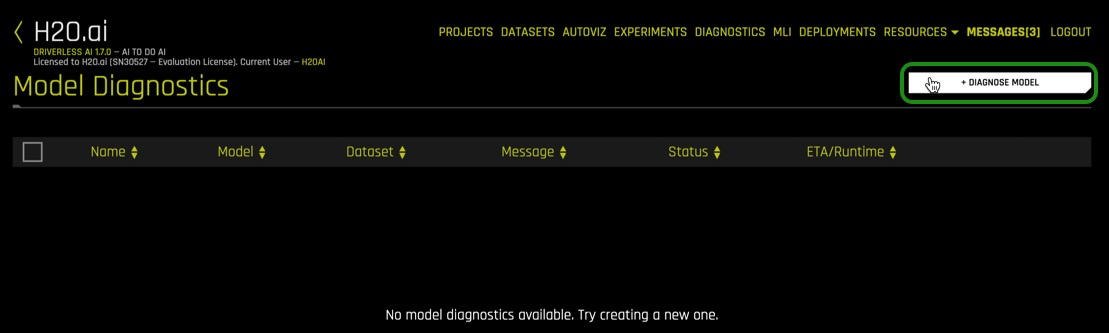 H2O.ai
DRIVERLESS AI 1.7.0 – AI TO DO AI
Licensed to H2O.ai (SN30527 – Evaluation License). Current User – H2OAI
PROJECTS DATASETS AUTOVIZ EXPERIMENTS DIAGNOSTICS MLI DEPLOYMENTS RESOURCES MESSAGES[3] LOGOUT
Model Diagnostics
+ DIAGNOSE MODEL
Name Model Dataset Message Status ETA/Runtime
No model diagnostics available. Try creating a new one.